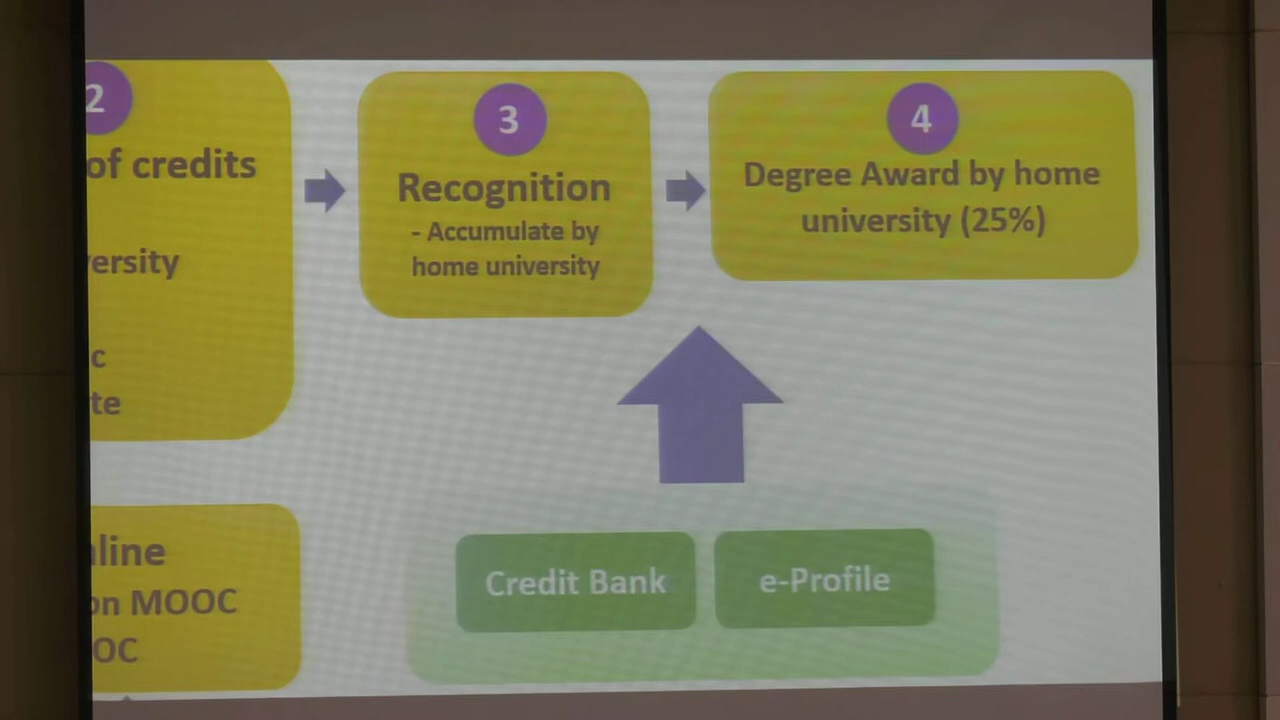 2
of credits
ersity
c
te
3
Recognition
- Accumulate by
home university
4
Degree Award by home
university (25%)
line
on MOOC
OC
Credit Bank
e-Profile